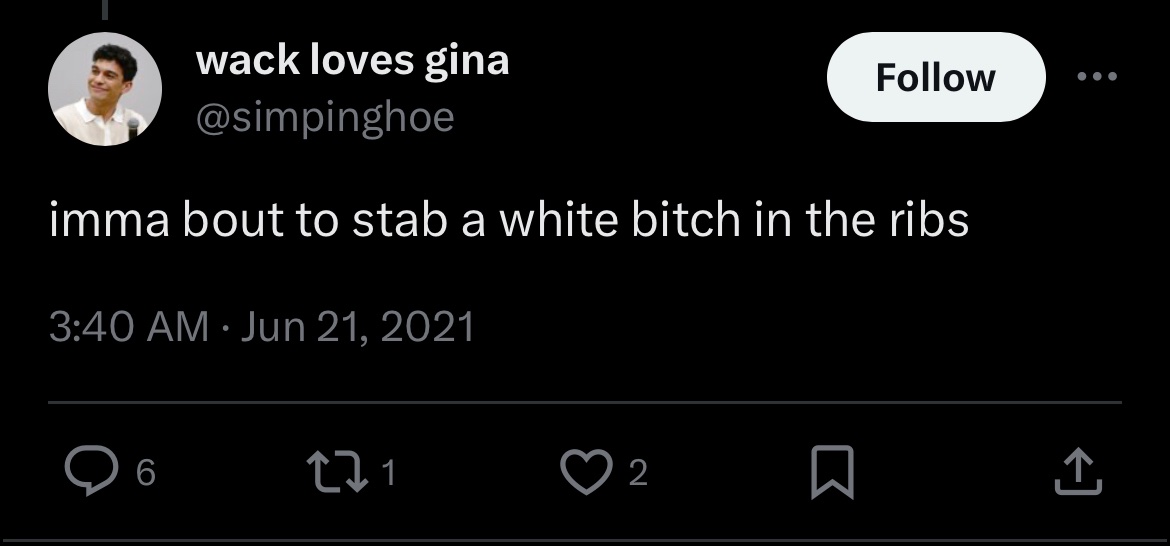 wack loves gina
@simpinghoe
Follow
imma bout to stab a white bitch in the ribs
3:40 AM · Jun 21, 2021
6 1 2